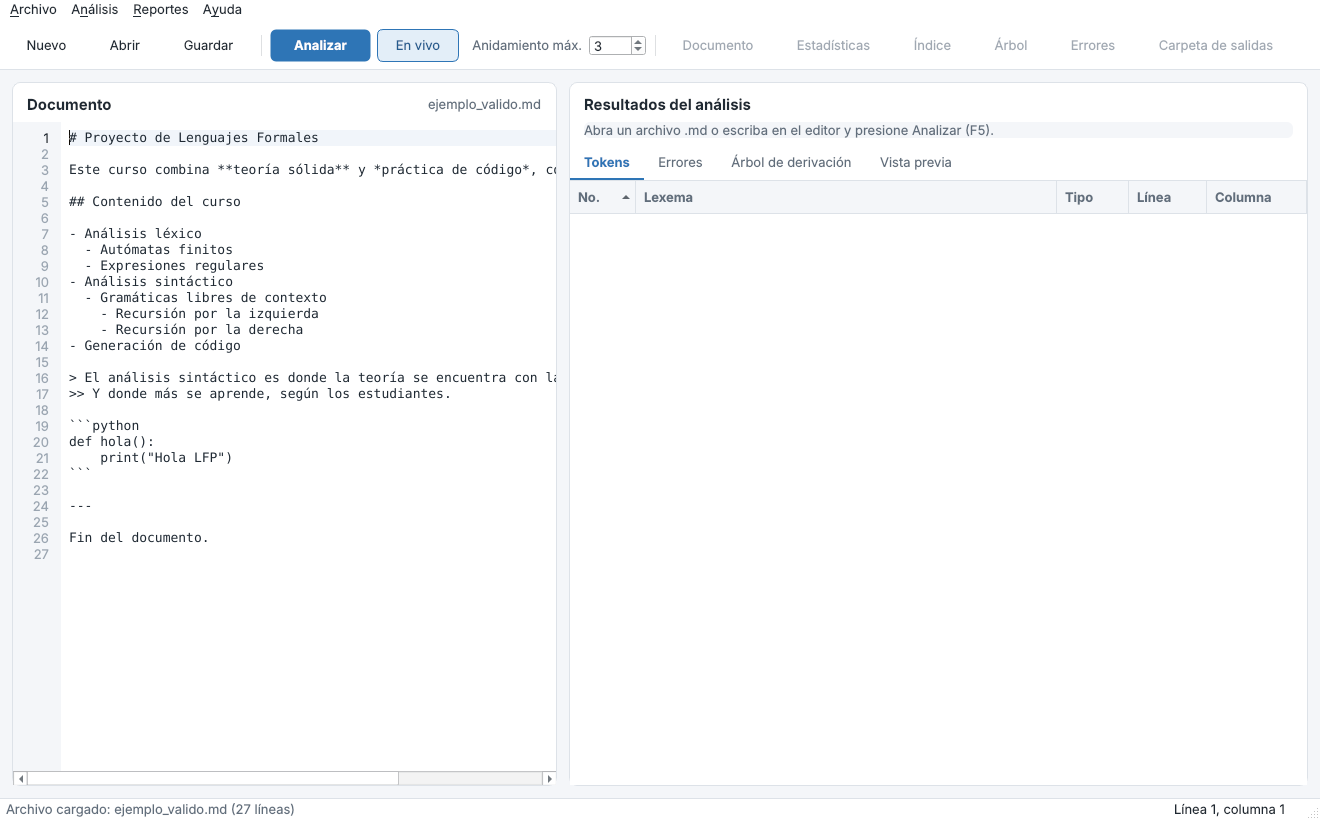 Archivo Análisis Reportes Ayuda
Nuevo Abrir Guardar Analizar En vivo Anidamiento máx. 3 Documento Estadísticas Índice Árbol Errores Carpeta de salidas
Documento ejemplo_valido.md
1 # Proyecto de Lenguajes Formales
2
3 Este curso combina **teoría sólida** y *práctica de código*, co
4
5 ## Contenido del curso
6
7 - Análisis léxico
8   - Autómatas finitos
9   - Expresiones regulares
10 - Análisis sintáctico
11   - Gramáticas libres de contexto
12     - Recursión por la izquierda
13     - Recursión por la derecha
14 - Generación de código
15
16 > El análisis sintáctico es donde la teoría se encuentra con la
17 >> Y donde más se aprende, según los estudiantes.
18
19 ```python
20 def hola():
21     print("Hola LFP")
22 ```
23
24 ---
25
26 Fin del documento.
27
Resultados del análisis
Abra un archivo .md o escriba en el editor y presione Analizar (F5).
Tokens Errores Árbol de derivación Vista previa
No. Lexema Tipo Línea Columna
Archivo cargado: ejemplo_valido.md (27 líneas) Línea 1, columna 1